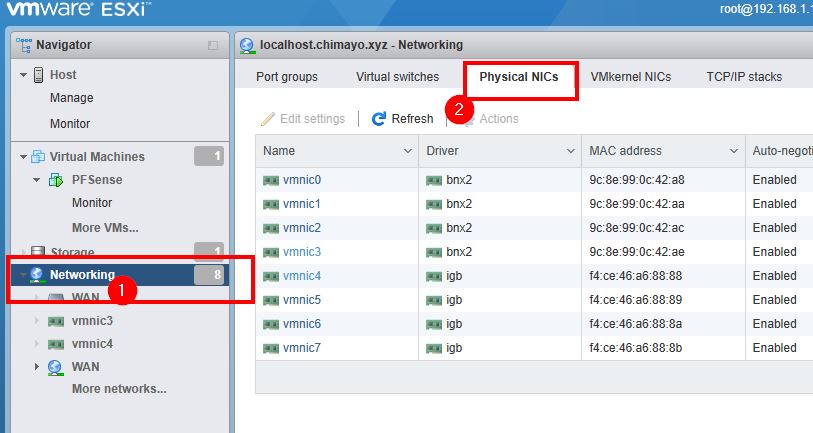 vmware ESXi™
root@192.168.1.1
Navigator
localhost.chimayo.xyz - Networking
Host
Manage
Monitor
Virtual Machines 1
PFSense
Monitor
More VMs...
Storage 1
Networking 8
1
WAN
vmnic3
vmnic4
WAN
More networks...
Port groups Virtual switches Physical NICs VMkernel NICs TCP/IP stacks
2
Edit settings Refresh Actions
Name Driver MAC address Auto-negoti
vmnic0 bnx2 9c:8e:99:0c:42:a8 Enabled
vmnic1 bnx2 9c:8e:99:0c:42:aa Enabled
vmnic2 bnx2 9c:8e:99:0c:42:ac Enabled
vmnic3 bnx2 9c:8e:99:0c:42:ae Enabled
vmnic4 igb f4:ce:46:a6:88:88 Enabled
vmnic5 igb f4:ce:46:a6:88:89 Enabled
vmnic6 igb f4:ce:46:a6:88:8a Enabled
vmnic7 igb f4:ce:46:a6:88:8b Enabled